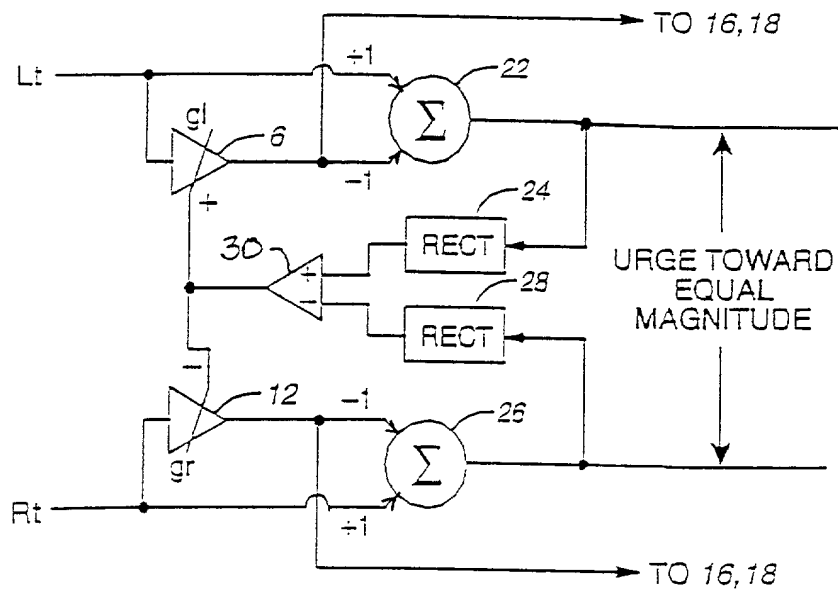 TO 16,18
+1
22
Lt
gl
6
Σ
-1
24
+
30
RECT
+
URGE TOWARD
28
EQUAL
-
MAGNITUDE
RECT
-
12
-1
26
Σ
gr
Rt
+1
TO 16,18